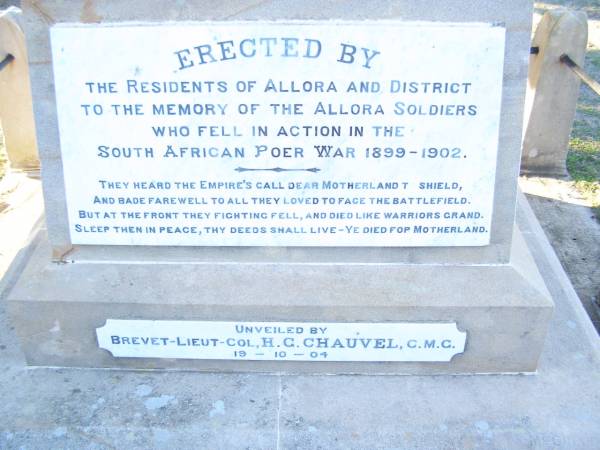 ERECTED BY
THE RESIDENTS OF ALLORA AND DISTRICT
TO THE MEMORY OF THE ALLORA SOLDIERS
WHO FELL IN ACTION IN THE
SOUTH AFRICAN POER WAR 1899-1902.
THEY HEARD THE EMPIRE'S CALL DEAR MOTHERLAND T SHIELD,
AND BADE FAREWELL TO ALL THEY LOVED TO FACE THE BATTLEFIELD.
BUT AT THE FRONT THEY FIGHTING FELL, AND DIED LIKE WARRIORS GRAND.
SLEEP THEN IN PEACE, THY DEEDS SHALL LIVE - YE DIED FOP MOTHERLAND.
UNVEILED BY
BREVET-LIEUT-COL, H. G. CHAUVEL, C.M.G.
19 - 10 - 04